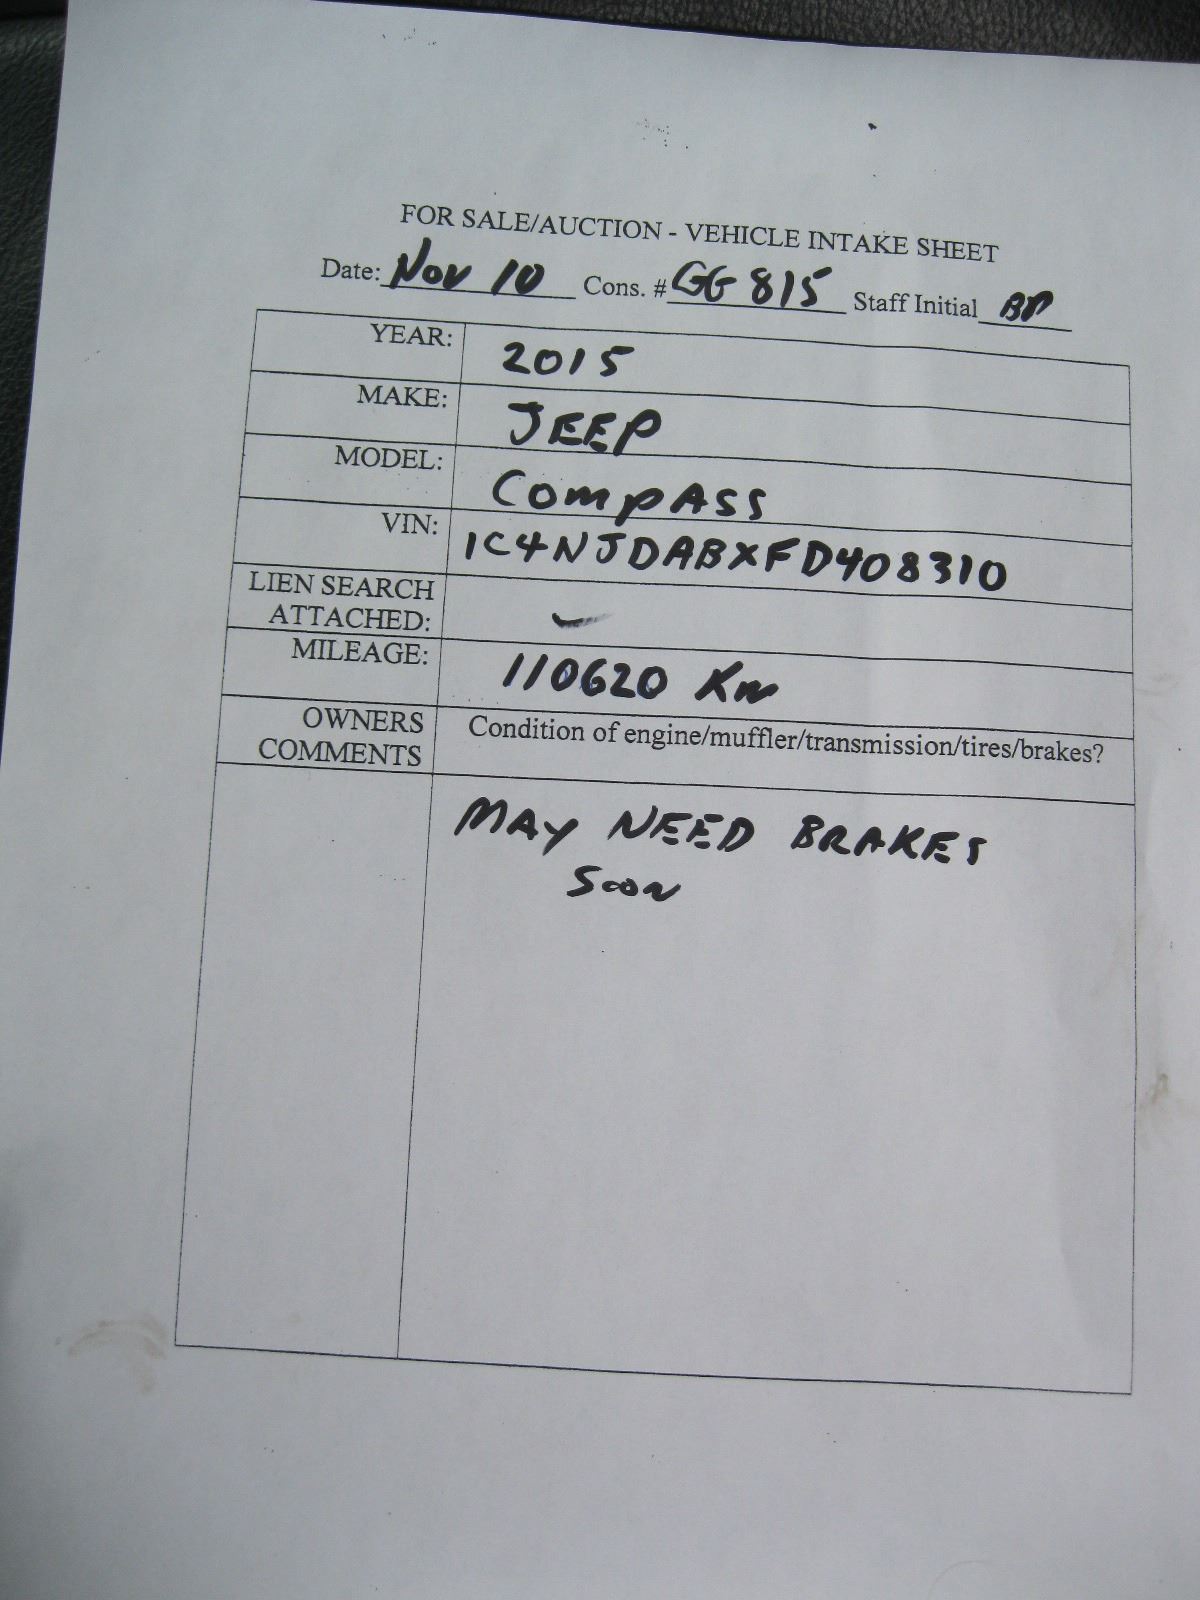 FOR SALE/AUCTION - VEHICLE INTAKE SHEET
Date: Nov 10 Cons. # GG 815 Staff Initial BP
YEAR: 2015
MAKE: JEEP
MODEL: CompASS
VIN: 1C4NJDABXFD408310
LIEN SEARCH
ATTACHED: ✓
MILEAGE: 110620 Km
OWNERS
COMMENTS
Condition of engine/muffler/transmission/tires/brakes?
MAy NEED BRAKES
Soon